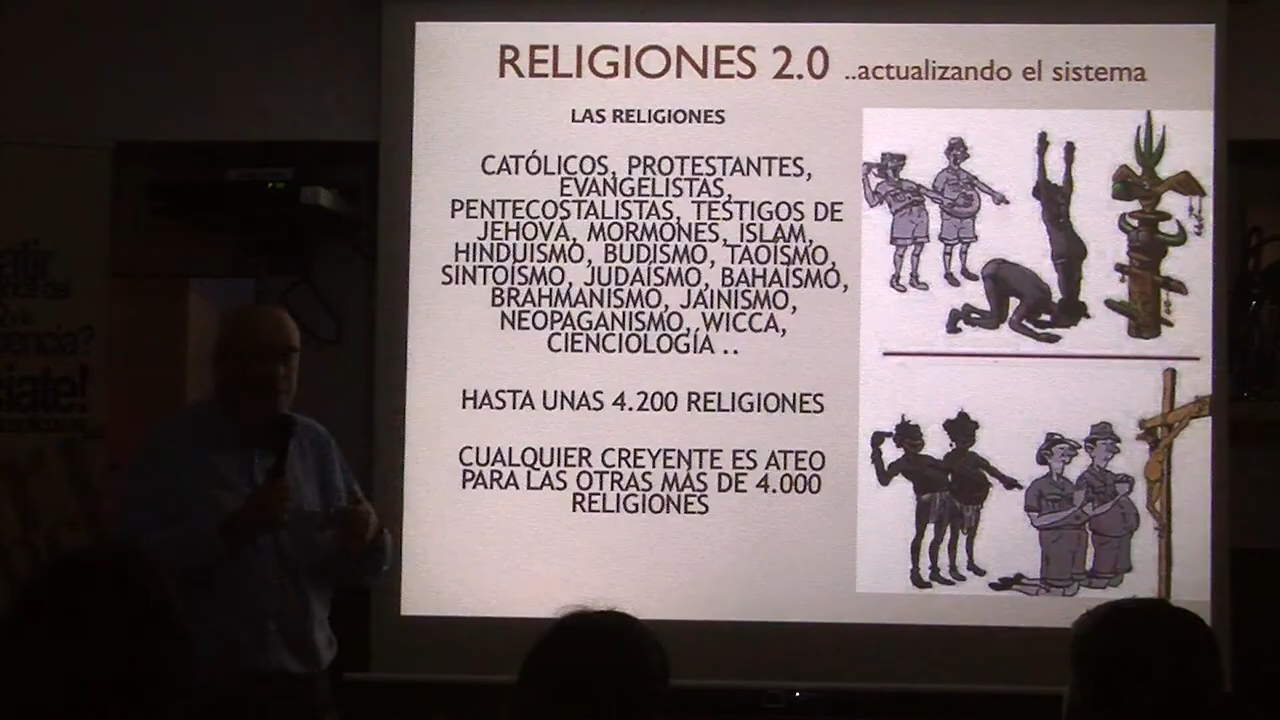 RELIGIONES 2.0 ..actualizando el sistema
LAS RELIGIONES
CATÓLICOS, PROTESTANTES,
EVANGELISTAS,
PENTECOSTALISTAS, TESTIGOS DE
JEHOVÁ, MORMONES, ISLAM,
HINDUISMO, BUDISMO, TAOÍSMO,
SINTOÍSMO, JUDAÍSMO, BAHAÍSMO,
BRAHMANISMO, JAINISMO,
NEOPAGANISMO, WICCA,
CIENCIOLOGÍA ..
HASTA UNAS 4.200 RELIGIONES
CUALQUIER CREYENTE ES ATEO
PARA LAS OTRAS MÁS DE 4.000
RELIGIONES